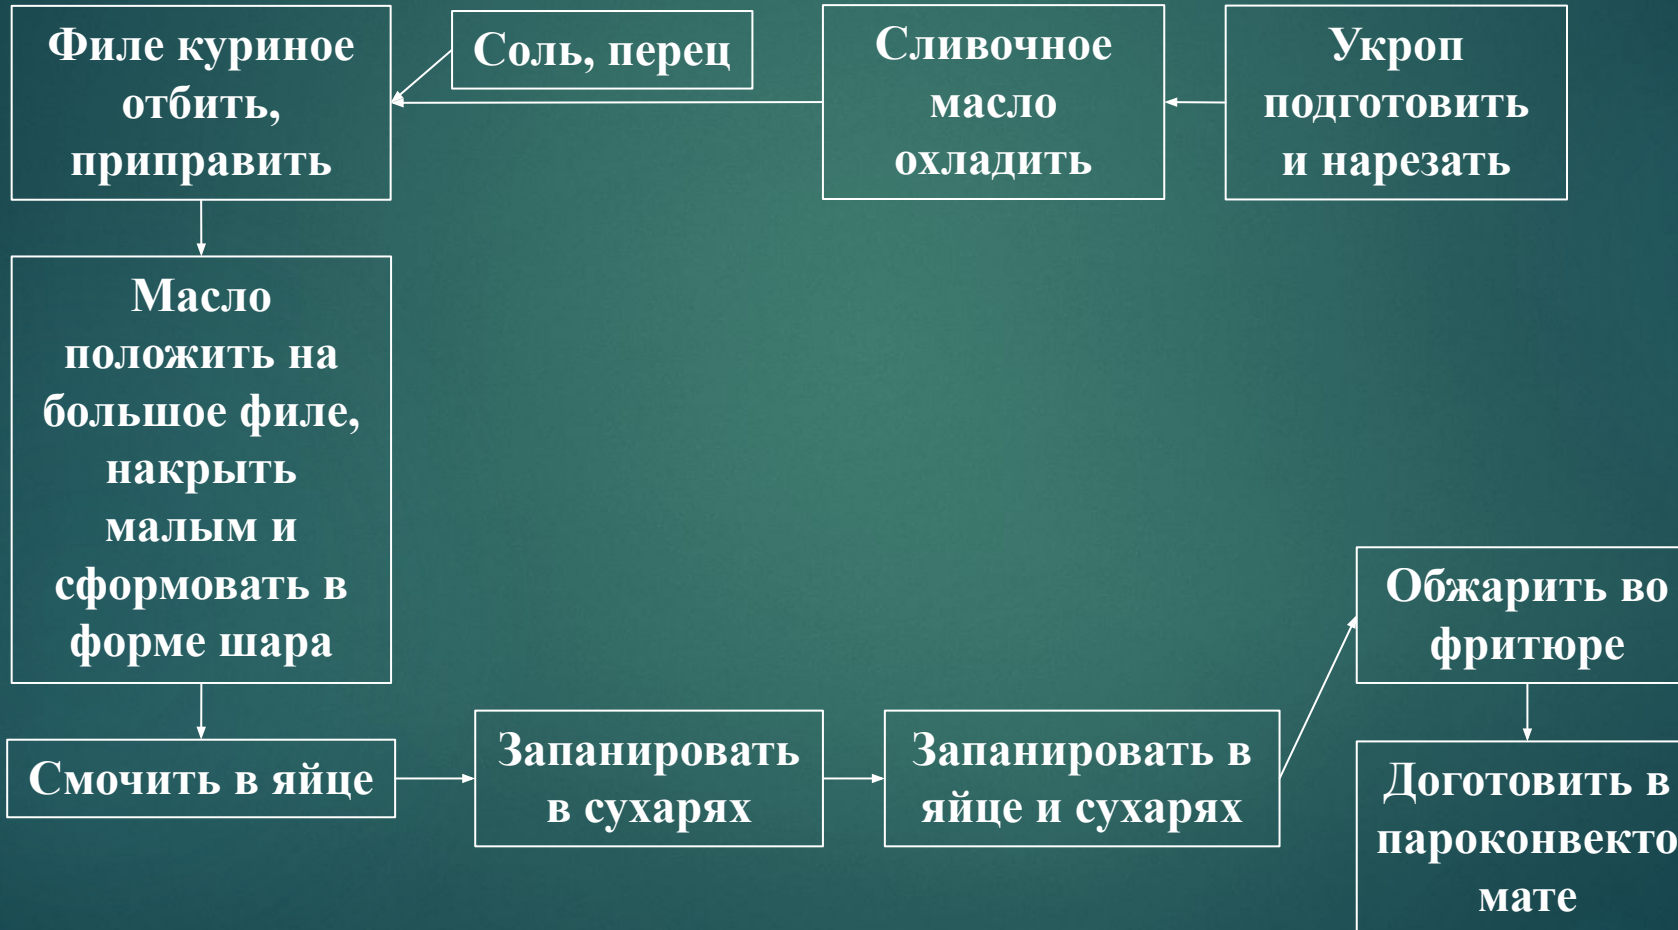 Филе куриное
отбить,
приправить
Соль, перец
Сливочное
масло
охладить
Укроп
подготовить
и нарезать
Масло
положить на
большое филе,
накрыть
малым и
сформовать в
форме шара
Смочить в яйце
Запанировать
в сухарях
Запанировать в
яйце и сухарях
Обжарить во
фритюре
Доготовить в
пароконвекто
мате